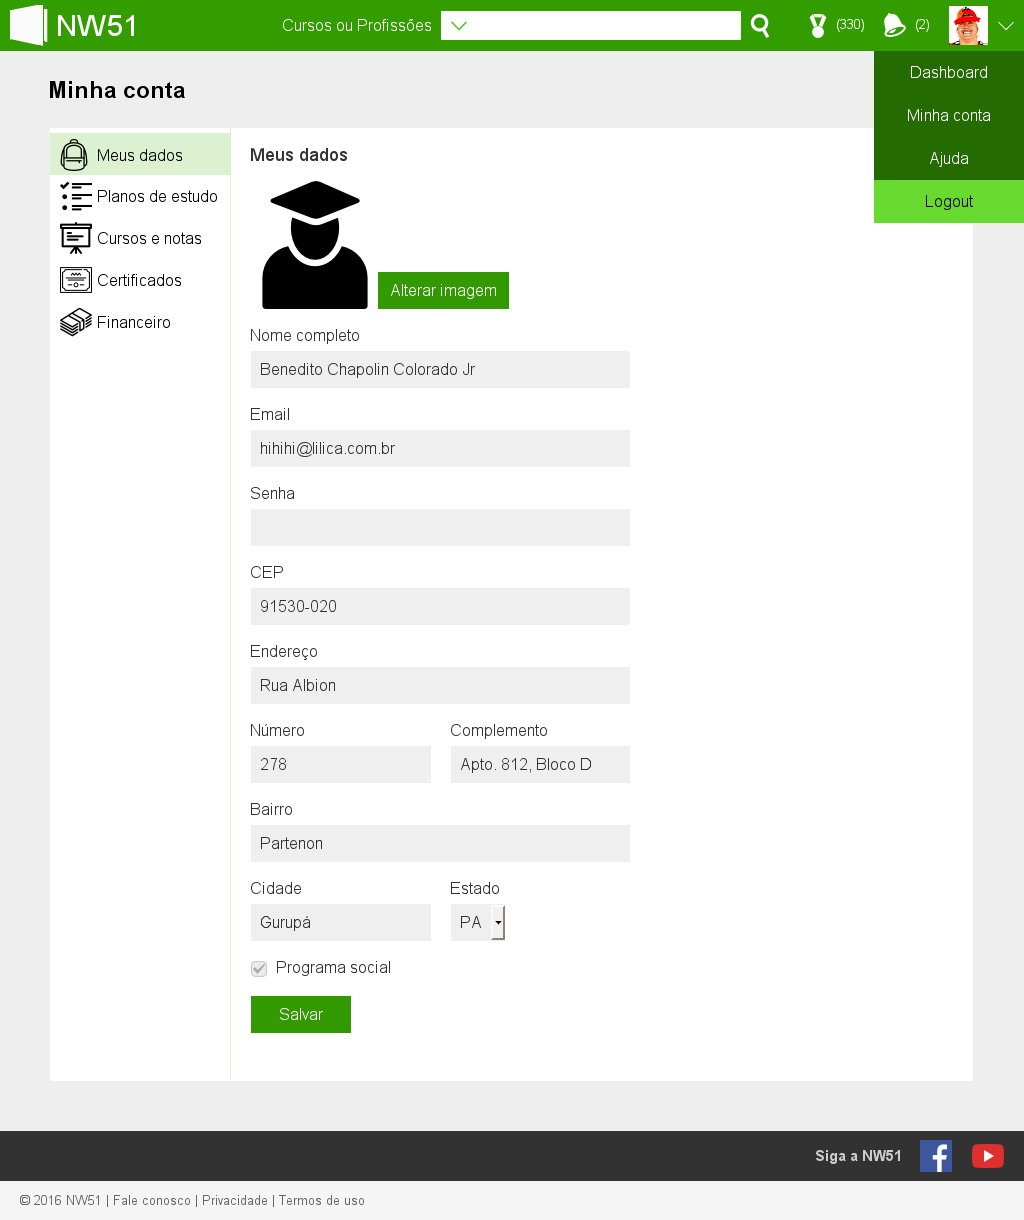 NW51
Cursos ou Profissões
(330)
(2)
Dashboard
Minha conta
Ajuda
Logout
Minha conta
Meus dados
Planos de estudo
Cursos e notas
Certificados
Financeiro
Meus dados
Alterar imagem
Nome completo
Benedito Chapolin Colorado Jr
Email
hihihi@lilica.com.br
Senha
CEP
91530-020
Endereço
Rua Albion
Número Complemento
278 Apto. 812, Bloco D
Bairro
Partenon
Cidade Estado
Gurupá PA
Programa social
Salvar
Siga a NW51
© 2016 NW51 | Fale conosco | Privacidade | Termos de uso